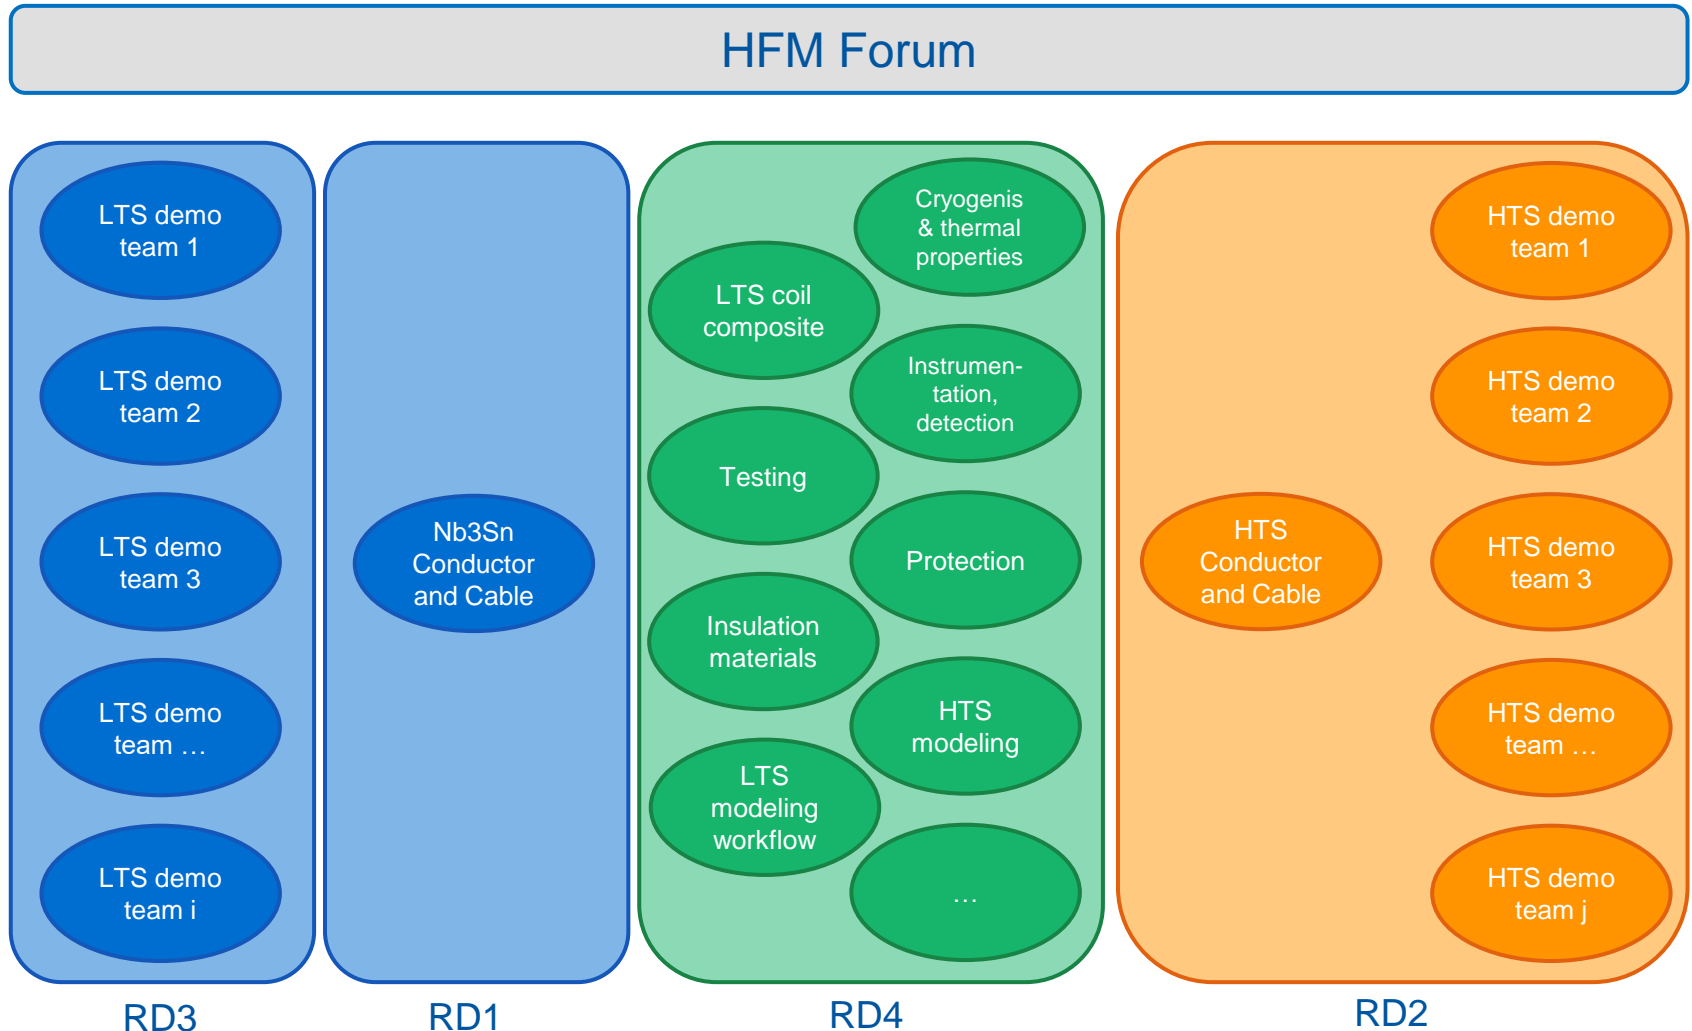 HFM Forum
LTS demo
team 1
LTS demo
team 2
LTS demo
team 3
LTS demo
team …
LTS demo
team i
RD3
Nb3Sn
Conductor
and Cable
RD1
LTS coil
composite
Testing
Insulation
materials
LTS
modeling
workflow
Cryogenis
& thermal
properties
Instrumen-
tation,
detection
Protection
HTS
modeling
…
RD4
HTS
Conductor
and Cable
HTS demo
team 1
HTS demo
team 2
HTS demo
team 3
HTS demo
team …
HTS demo
team j
RD2